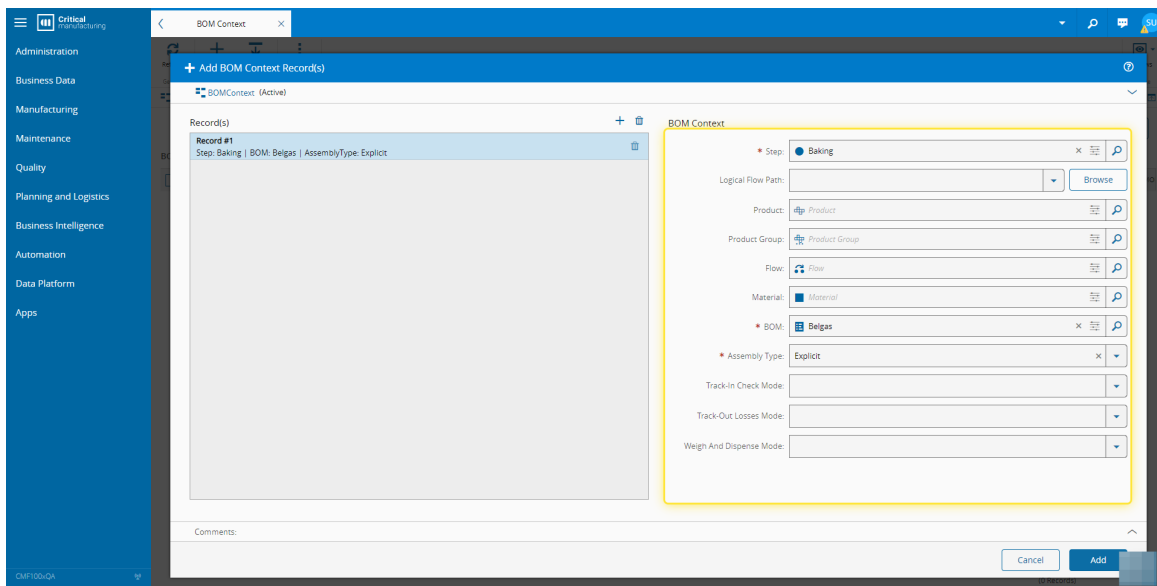 Critical
manufacturing
BOM Context
SU
Administration
Business Data
Manufacturing
Maintenance
Quality
Planning and Logistics
Business Intelligence
Automation
Data Platform
Apps
CMF100xQA
Add BOM Context Record(s)
BOMContext (Active)
Record(s)
Record #1
Step: Baking | BOM: Belgas | AssemblyType: Explicit
BOM Context
* Step: Baking
Logical Flow Path: Browse
Product: Product
Product Group: Product Group
Flow: Flow
Material: Material
* BOM: Belgas
* Assembly Type: Explicit
Track-In Check Mode:
Track-Out Losses Mode:
Weigh And Dispense Mode:
Comments:
Cancel Add
(0 Records)